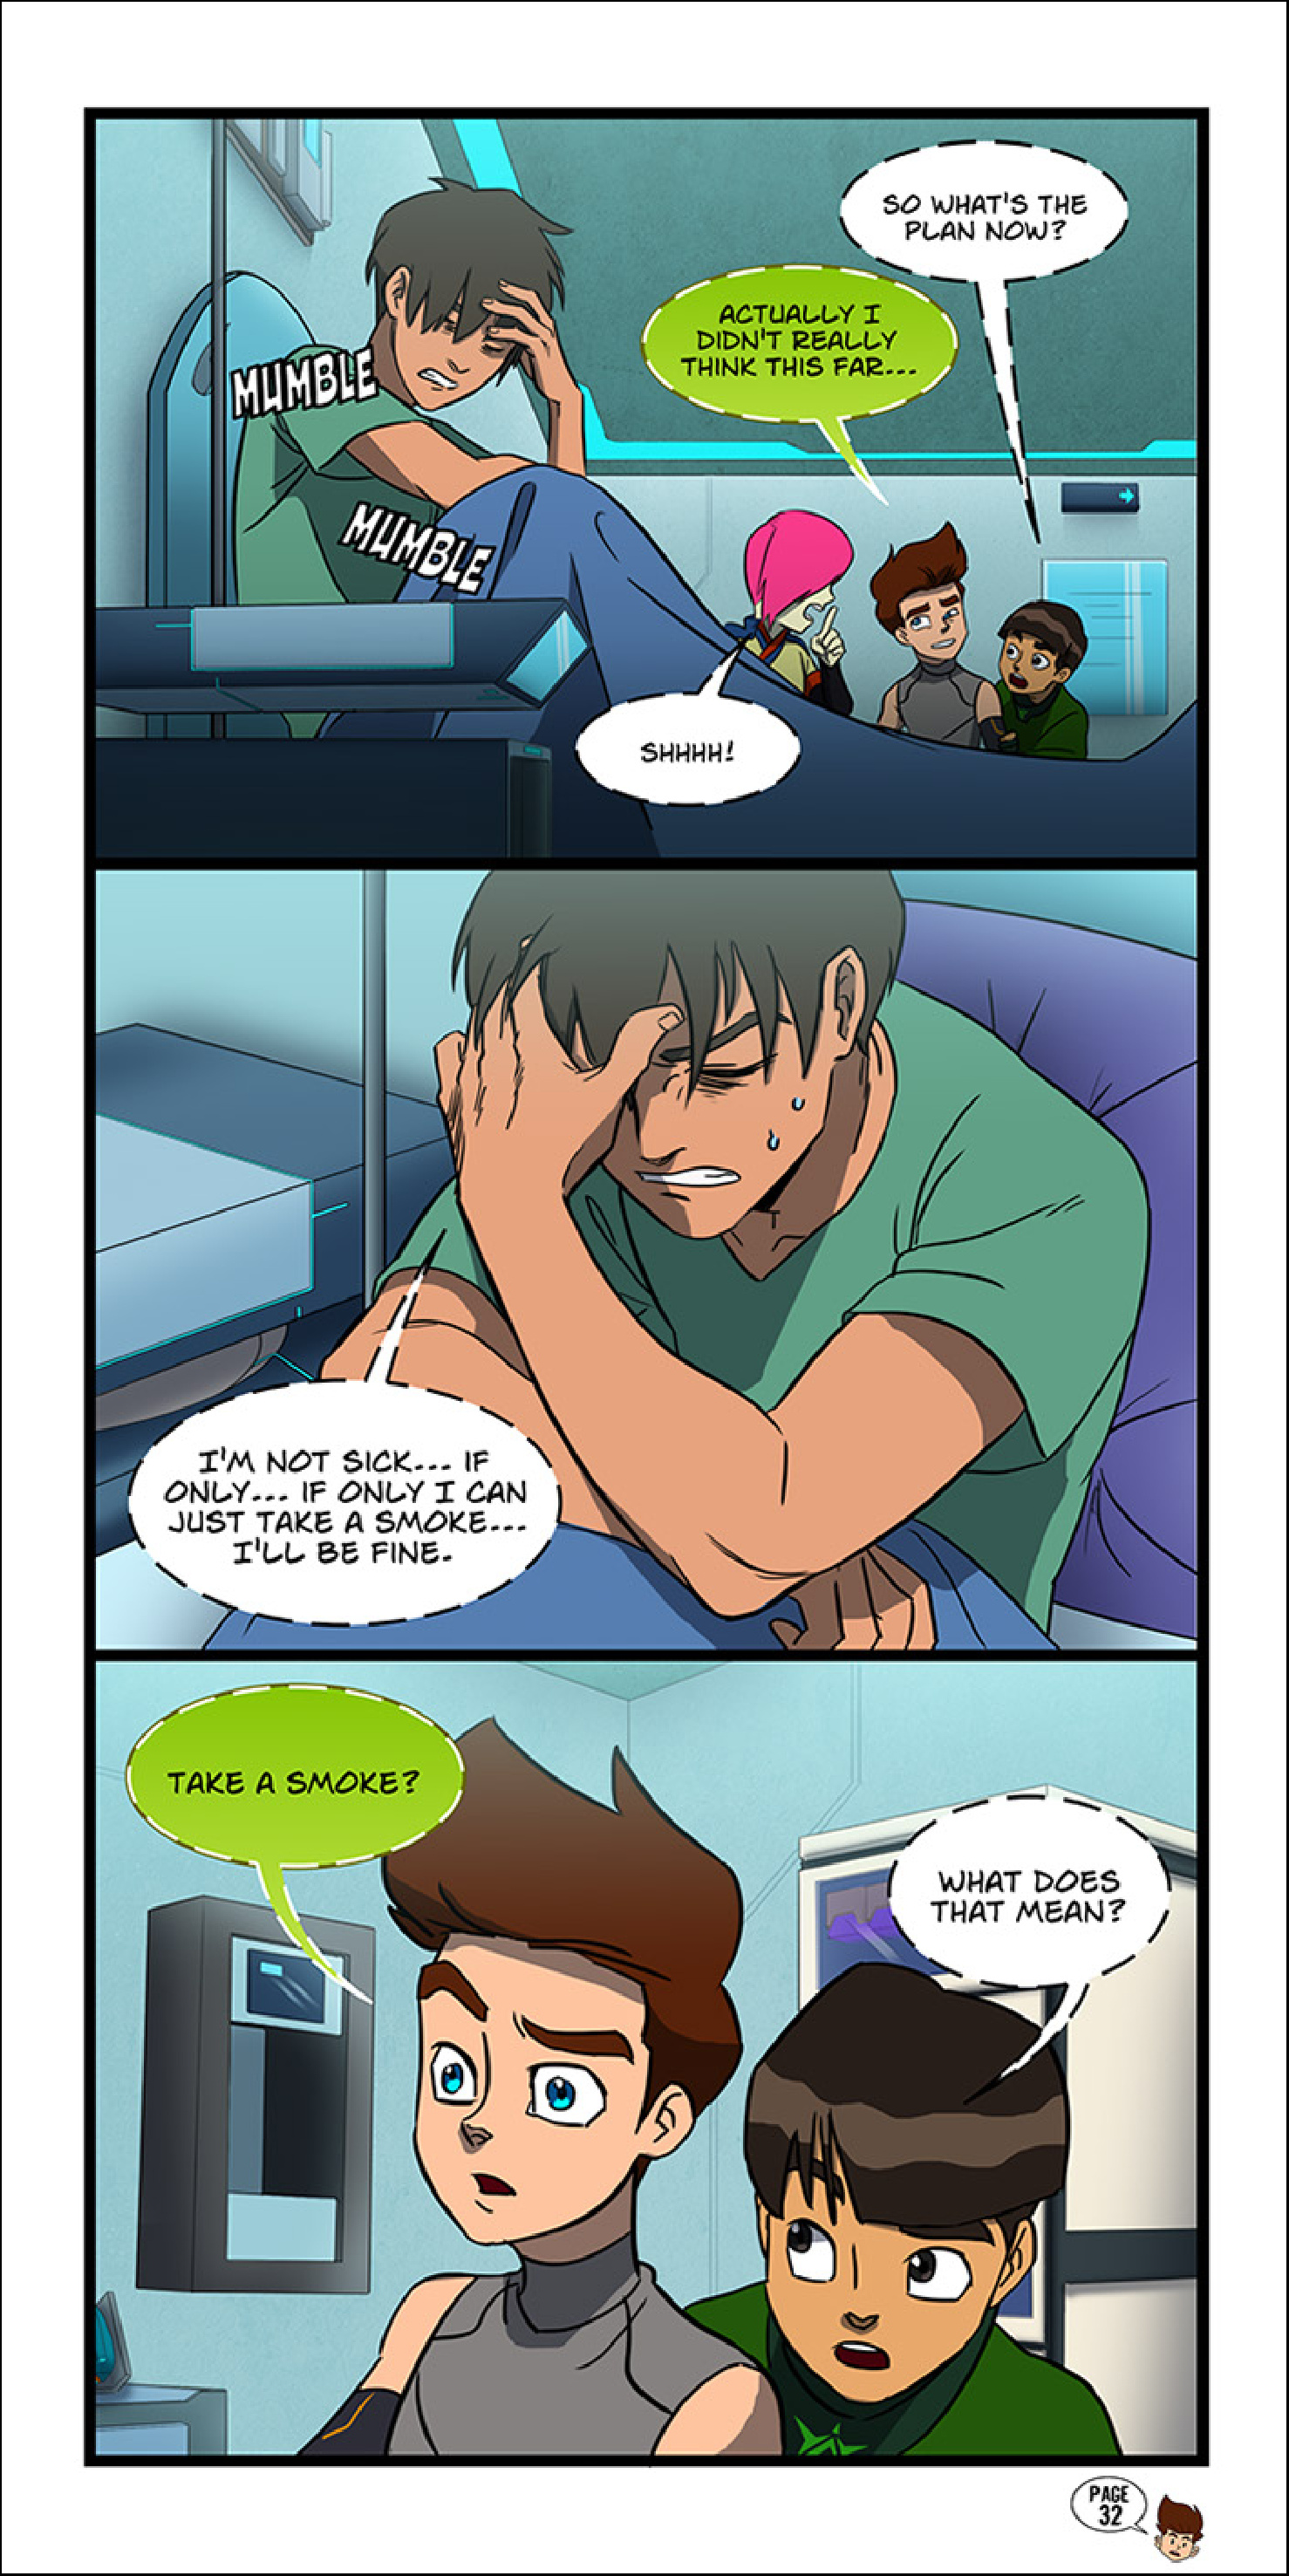 SO WHAT'S THE
PLAN NOW?
ACTUALLY I
DIDN'T REALLY
THINK THIS FAR...
MUMBLE
MUMBLE
SHHHH!
I'M NOT SICK... IF
ONLY... IF ONLY I CAN
JUST TAKE A SMOKE...
I'LL BE FINE.
TAKE A SMOKE?
WHAT DOES
THAT MEAN?
PAGE
32